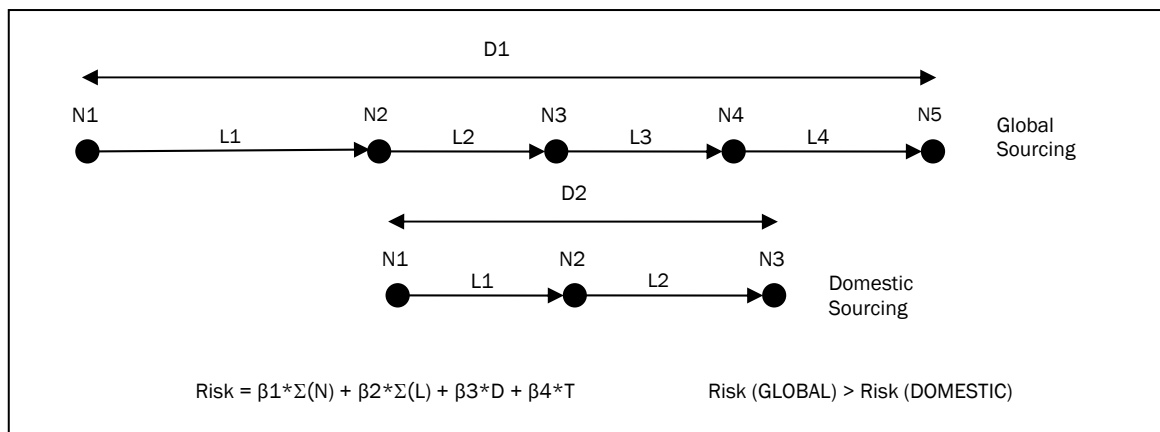 D1
N1 N2 N3 N4 N5
L1 L2 L3 L4
Global
Sourcing
D2
N1 N2 N3
L1 L2
Domestic
Sourcing
Risk = β1*Σ(N) + β2*Σ(L) + β3*D + β4*T
Risk (GLOBAL) > Risk (DOMESTIC)